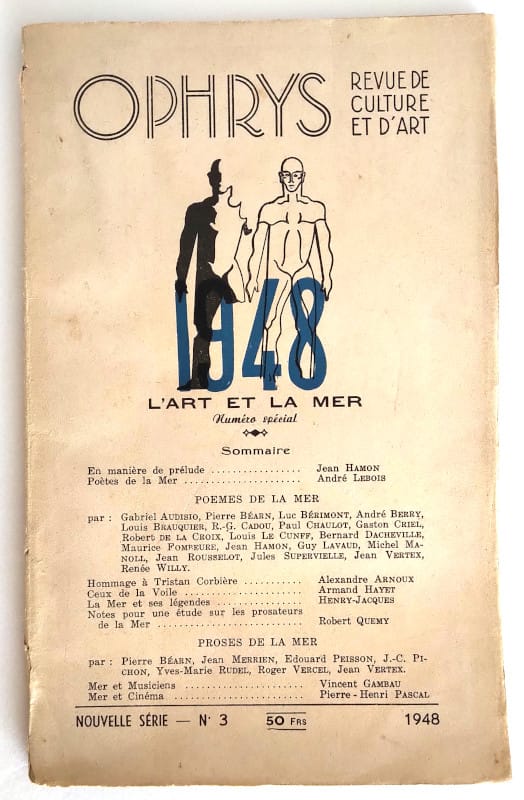 OPHRYS
REVUE DE
CULTURE
ET D'ART
1948
L'ART ET LA MER
Numéro spécial
Sommaire
En manière de prélude ................. Jean HAMON
Poètes de la Mer ...................... André LEBOIS
POEMES DE LA MER
par : Gabriel AUDISIO, Pierre BÉARN, Luc BÉRIMONT, André BERRY,
Louis BRAUQUIER, R.-G. CADOU, Paul CHAULOT, Gaston CRIEL,
Robert DE LA CROIX, Louis LE CUNFF, Bernard DACHEVILLE,
Maurice FOMBEURE, Jean HAMON, Guy LAVAUD, Michel MA-
NOLL, Jean ROUSSELOT, Jules SUPERVIELLE, Jean VERTEX,
Renée WILLY.
Hommage à Tristan Corbière ........... Alexandre ARNOUX
Ceux de la Voile ...................... Armand HAYET
La Mer et ses légendes ................ HENRY-JACQUES
Notes pour une étude sur les prosateurs
de la Mer ........................... Robert QUEMY
PROSES DE LA MER
par : Pierre BÉARN, Jean MERRIEN, Edouard PEISSON, J.-C. PI-
CHON, Yves-Marie RUDEL, Roger VERCEL, Jean VERTEX.
Mer et Musiciens ...................... Vincent GAMBAU
Mer et Cinéma ........................ Pierre-Henri PASCAL
NOUVELLE SÉRIE — N° 3 50 FRS 1948